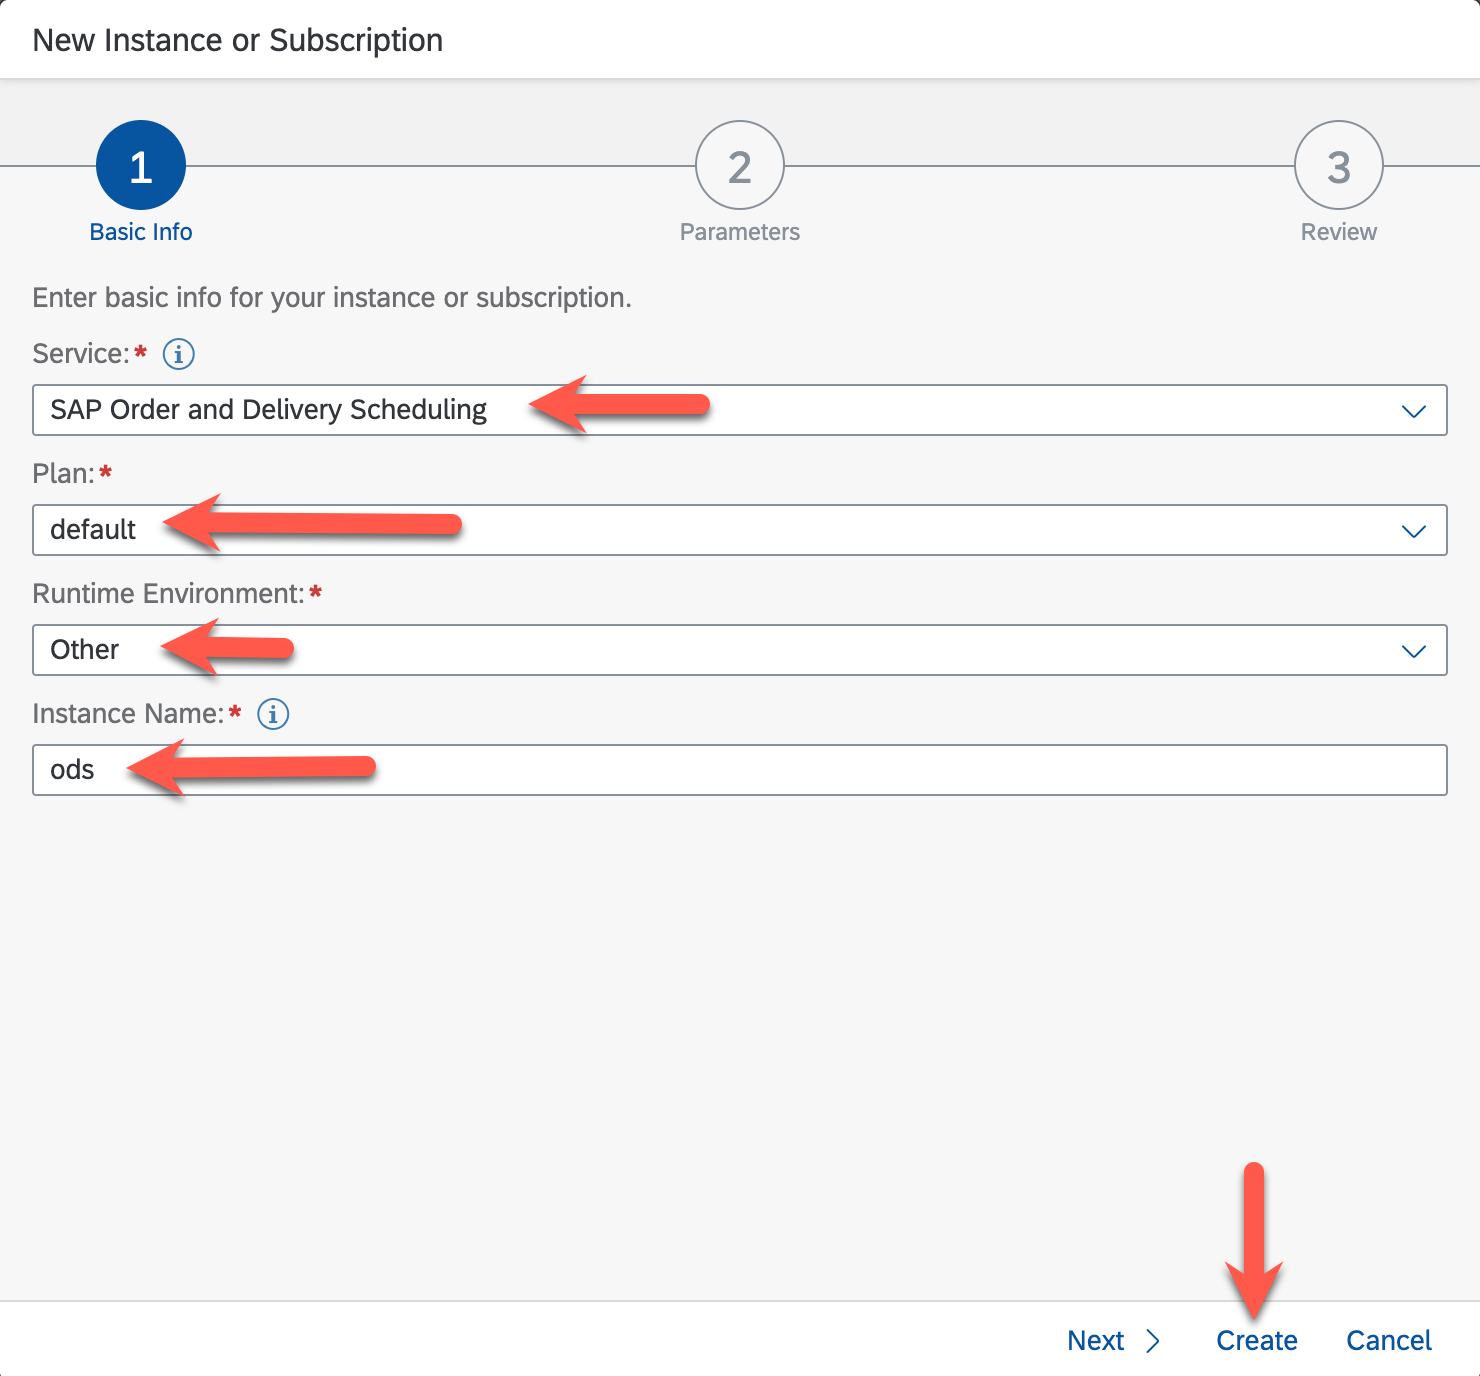 New Instance or Subscription
1
2
3
Basic Info
Parameters
Review
Enter basic info for your instance or subscription.
Service:*
SAP Order and Delivery Scheduling
Plan:*
default
Runtime Environment:*
Other
Instance Name:*
ods
Next
Create
Cancel